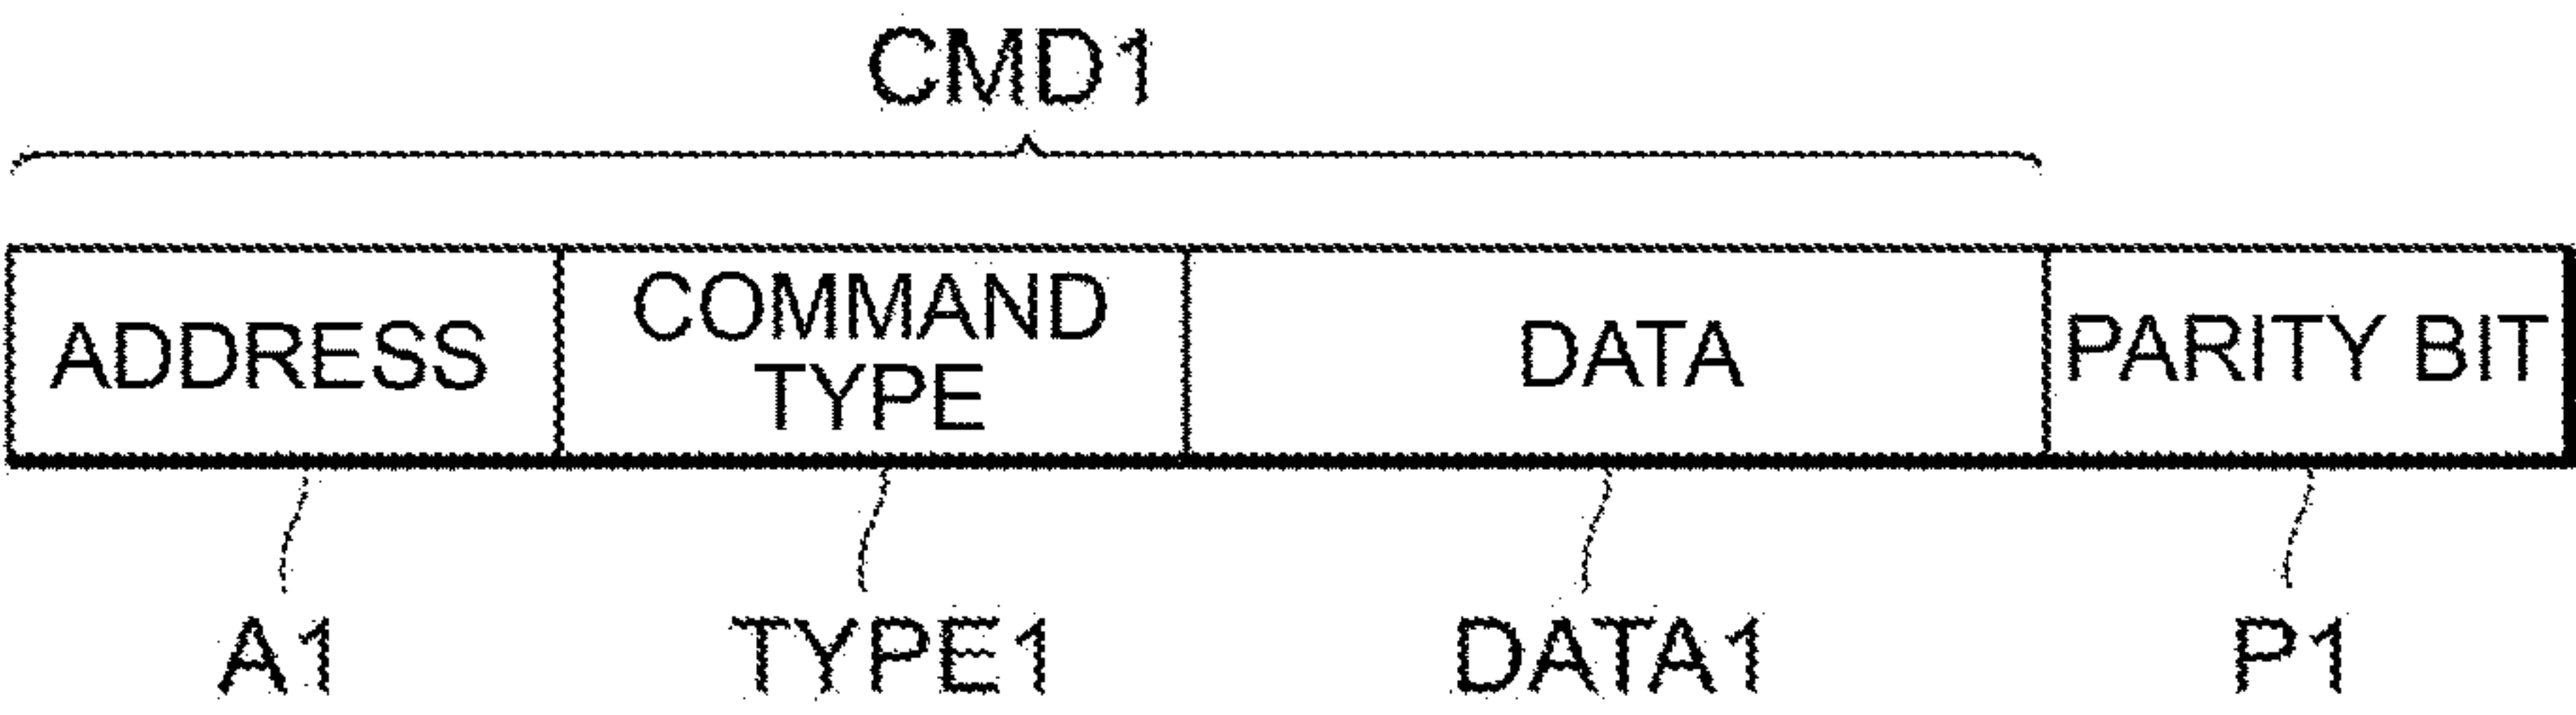 CMD1
ADDRESS
COMMAND
TYPE
DATA
PARITY BIT
A1
TYPE1
DATA1
P1